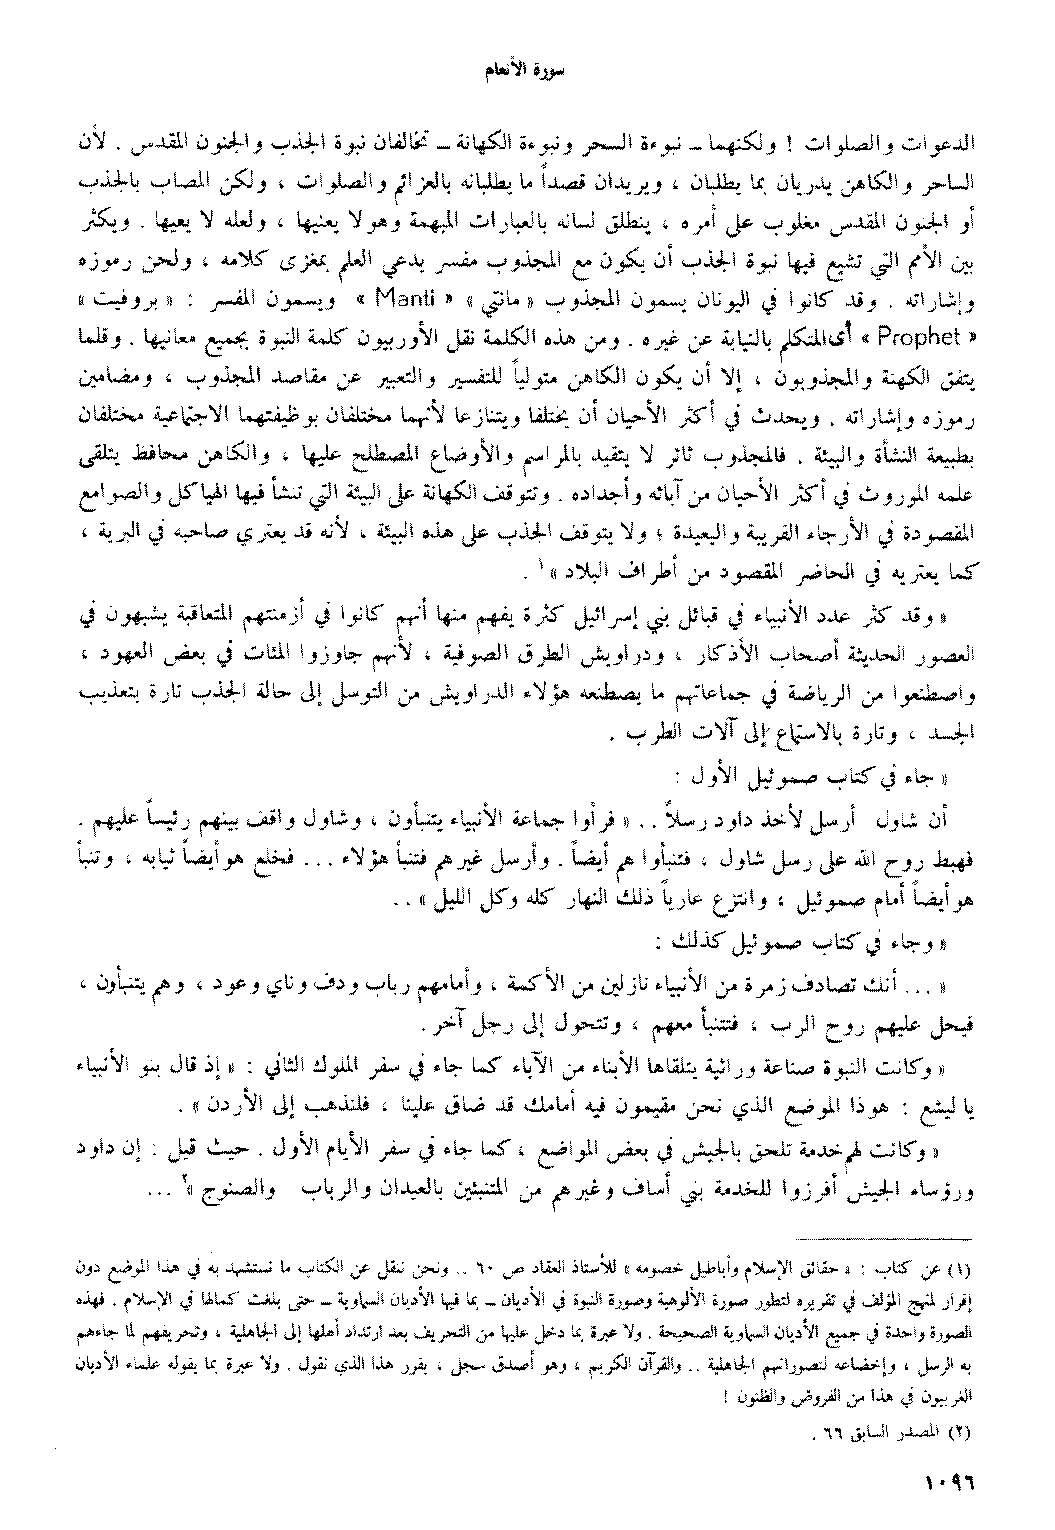 سورة الأنعام
الدعوات والصلوات ! ولكنهما – نبوءة السحر ونبوءة الكهانة – تخالفان نبوة الجذب والجنون المقدس . لأن
الساحر والكاهن يدريان بما يطلبان ، ويريدان قصداً ما يطلبانه بالعزائم والصلوات ، ولكن المصاب بالجذب
أو الجنون المقدس مغلوب على أمره ، ينطلق لسانه بالعبارات المبهمة وهولا يعنيها ، ولعله لا يعيها . ويكثر
بين الأمم التي تشيع فيها نبوة الجذب أن يكون مع المجذوب مفسر يدعي العلم بمغزى كلامه ، ولحن رموزه
وإشاراته . وقد كانوا في اليونان يسمون المجذوب « مانتي » « Manti » ويسمون المفسر : « بروفيت »
« Prophet » أى المتكلم بالنيابة عن غيره . ومن هذه الكلمة نقل الأوربيون كلمة النبوة بجميع معانيها . وقلما
يتفق الكهنة والمجذوبون ، إلا أن يكون الكاهن متولياً للتفسير والتعبير عن مقاصد المجذوب ، ومضامين
رموزه وإشاراته . ويحدث في أكثر الأحيان أن يختلفا ويتنازعا لأنهما مختلفان بوظيفتهما الاجتماعية مختلفان
بطبيعة النشأة والبيئة . فالمجذوب ثائر لا يتقيد بالمراسم والأوضاع المصطلح عليها ، والكاهن محافظ يتلقى
علمه الموروث في أكثر الأحيان من آبائه وأجداده . وتتوقف الكهانة على البيئة التي تنشأ فيها الهياكل والصوامع
المقصودة في الأرجاء القريبة والبعيدة ؛ ولا يتوقف الجذب على هذه البيئة ، لأنه قد يعتري صاحبه في البرية ،
كما يعتريه في الحاضر المقصود من أطراف البلاد »١ .
« وقد كثر عدد الأنبياء في قبائل بني إسرائيل كثرة يفهم منها أنهم كانوا في أزمنتهم المتعاقبة يشبهون في
العصور الحديثة أصحاب الأذكار ، ودراويش الطرق الصوفية ، لأنهم جاوزوا المئات في بعض العهود ،
واصطنعوا من الرياضة في جماعاتهم ما يصطنعه هؤلاء الدراويش من التوسل إلى حالة الجذب تارة بتعذيب
الجسد ، وتارة بالاستماع إلى آلات الطرب .
« جاء في كتاب صموئيل الأول :
أن شاول أرسل لأخذ داود رسلاً .. « فرأوا جماعة الأنبياء يتنبأون ، وشاول واقف بينهم رئيساً عليهم .
فهبط روح الله على رسل شاول ، فتنبأوا هم أيضاً . وأرسل غيرهم فتنبأ هؤلاء ... فخلع هوأيضاً ثيابه ، وتنبأ
هوأيضاً أمام صموئيل ، وانتزع عارياً ذلك النهار كله وكل الليل » ..
« وجاء في كتاب صموئيل كذلك :
« ... أنك تصادف زمرة من الأنبياء نازلين من الأكمة ، وأمامهم رباب ودف وناي وعود ، وهم يتنبأون ،
فيحل عليهم روح الرب ، فتتنبأ معهم ، وتتحول إلى رجل آخر .
« وكانت النبوة صناعة وراثية يتلقاها الأبناء من الآباء كما جاء في سفر الملوك الثاني : « إذ قال بنو الأنبياء
يا ليشع : هوذا الموضع الذي نحن مقيمون فيه أمامك قد ضاق علينا ، فلنذهب إلى الأردن » .
« وكانت لهم خدمة تلحق بالجيش في بعض المواضع ، كما جاء في سفر الأيام الأول . حيث قيل : إن داود
ورؤساء الجيش أفرزوا للخدمة بني أساف وغيرهم من المتنبئين بالعيدان والرباب والصنوج »٢ ...
(١) عن كتاب : « حقائق الإسلام وأباطيل خصومه » للأستاذ العقاد ص ٦٠ .. ونحن ننقل عن الكتاب ما نستشهد به في هذا الموضع دون
إقرار لمنهج المؤلف في تقريره لتطور صورة الألوهية وصورة النبوة في الأديان – بما فيها الأديان السماوية – حتى بلغت كمالها في الإسلام . فهذه
الصورة واحدة في جميع الأديان السماوية الصحيحة . ولا عبرة بما دخل عليها من التحريف بعد ارتداد أهلها إلى الجاهلية ، وتحريفهم لما جاءهم
به الرسل ، وإخضاعه لتصوراتهم الجاهلية .. والقرآن الكريم ، وهو أصدق سجل ، يقرر هذا الذي نقول . ولا عبرة بما يقوله علماء الأديان
الغربيون في هذا من الفروض والظنون !
(٢) المصدر السابق ٦٦ .
١٠٩٦